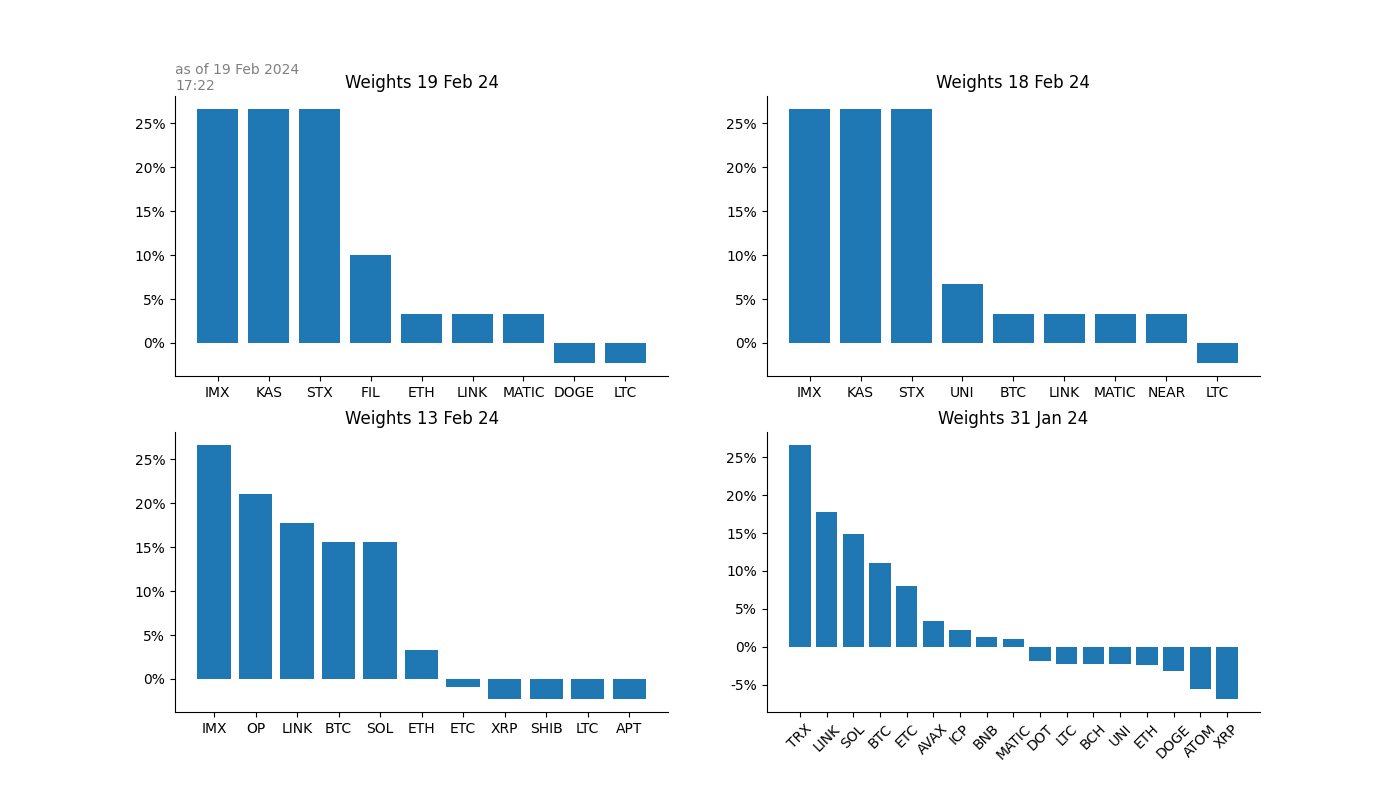 as of 19 Feb 2024
17:22
Weights 19 Feb 24
25%
20%
15%
10%
5%
0%
IMX KAS STX FIL ETH LINK MATIC DOGE LTC
Weights 18 Feb 24
25%
20%
15%
10%
5%
0%
IMX KAS STX UNI BTC LINK MATIC NEAR LTC
Weights 13 Feb 24
25%
20%
15%
10%
5%
0%
IMX OP LINK BTC SOL ETH ETC XRP SHIB LTC APT
Weights 31 Jan 24
25%
20%
15%
10%
5%
0%
-5%
TRX LINK SOL BTC ETC AVAX ICP BNB MATIC DOT LTC BCH UNI ETH DOGE ATOM XRP